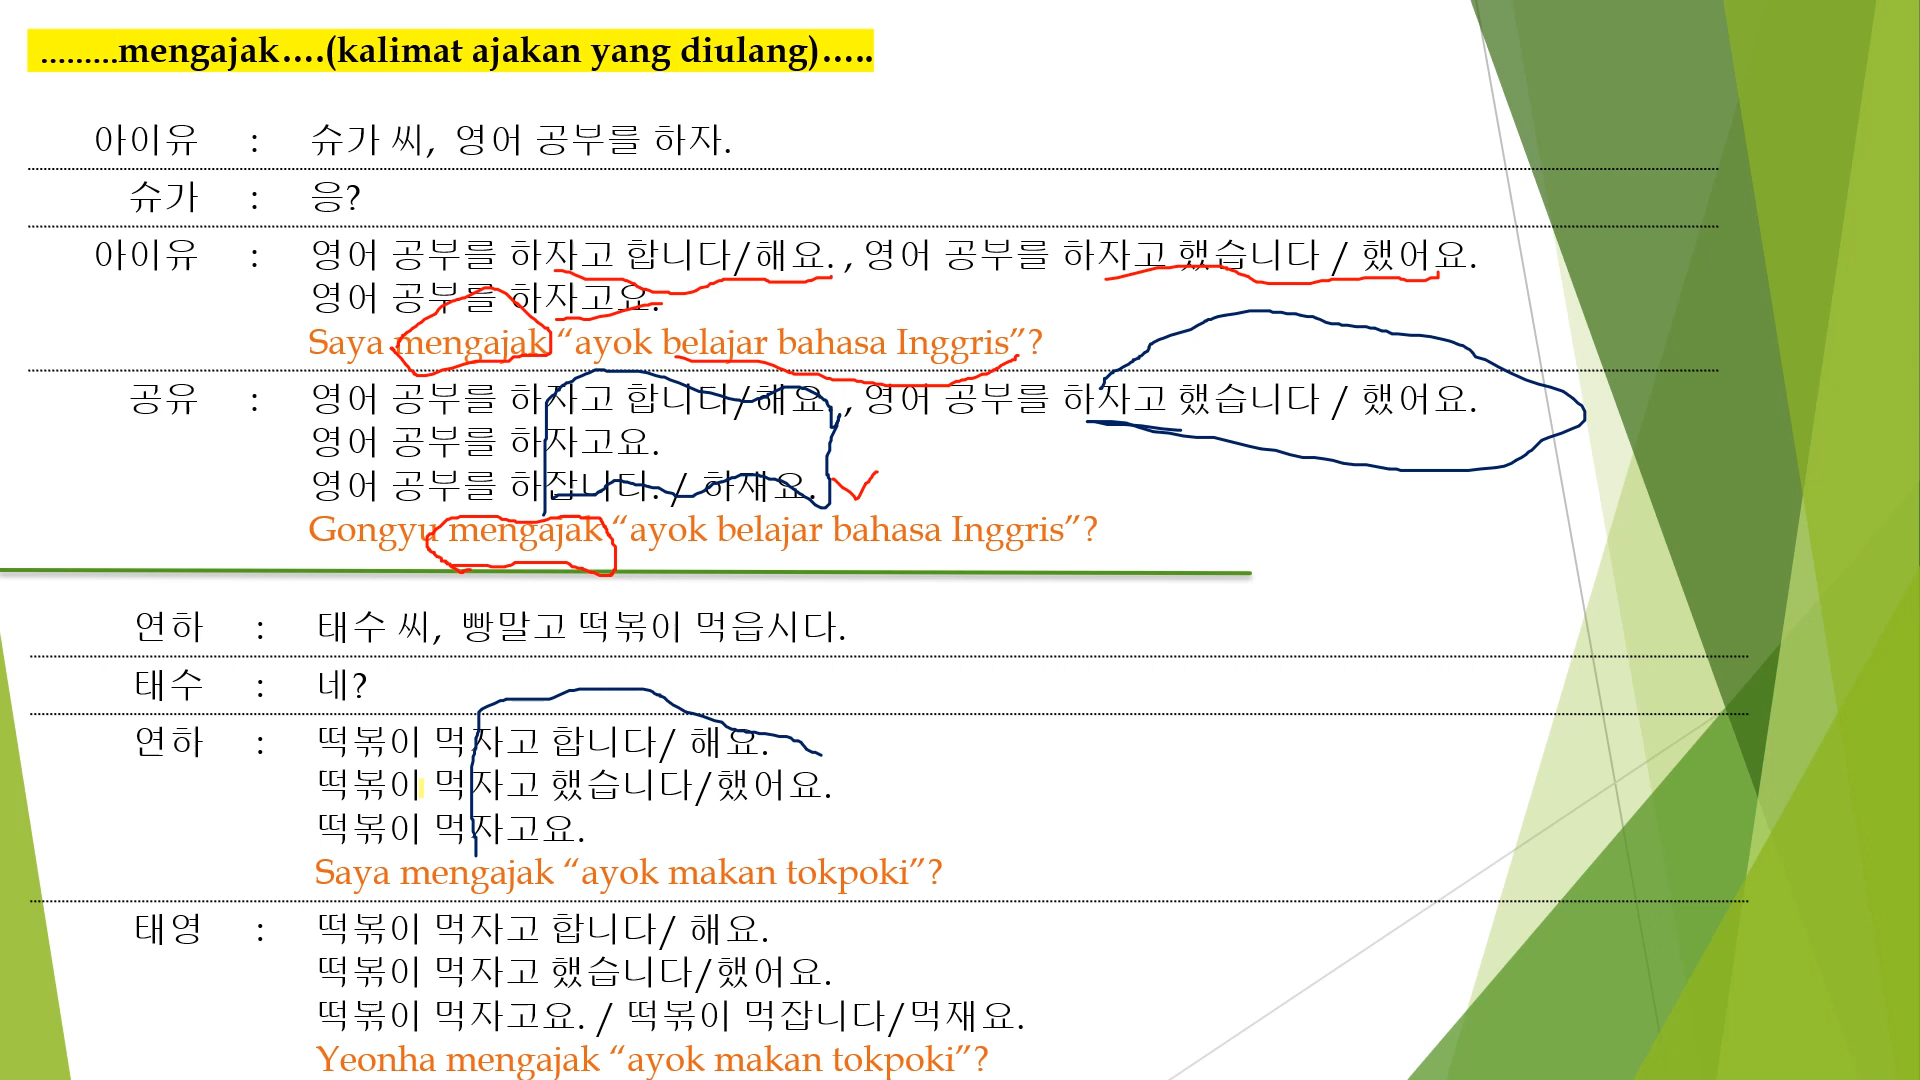 .........mengajak....(kalimat ajakan yang diulang).....
아이유 : 슈가 씨, 영어 공부를 하자.
슈가 : 응?
아이유 : 영어 공부를 하자고 합니다/해요. , 영어 공부를 하자고 했습니다 / 했어요.
영어 공부를 하자고요.
Saya mengajak “ayok belajar bahasa Inggris”?
공유 : 영어 공부를 하자고 합니다/해요. , 영어 공부를 하자고 했습니다 / 했어요.
영어 공부를 하자고요.
영어 공부를 하잡니다. / 하재요.
Gongyu mengajak “ayok belajar bahasa Inggris”?
연하 : 태수 씨, 빵말고 떡볶이 먹읍시다.
태수 : 네?
연하 : 떡볶이 먹자고 합니다/ 해요.
떡볶이 먹자고 했습니다/했어요.
떡볶이 먹자고요.
Saya mengajak “ayok makan tokpoki”?
태영 : 떡볶이 먹자고 합니다/ 해요.
떡볶이 먹자고 했습니다/했어요.
떡볶이 먹자고요. / 떡볶이 먹잡니다/먹재요.
Yeonha mengajak “ayok makan tokpoki”?